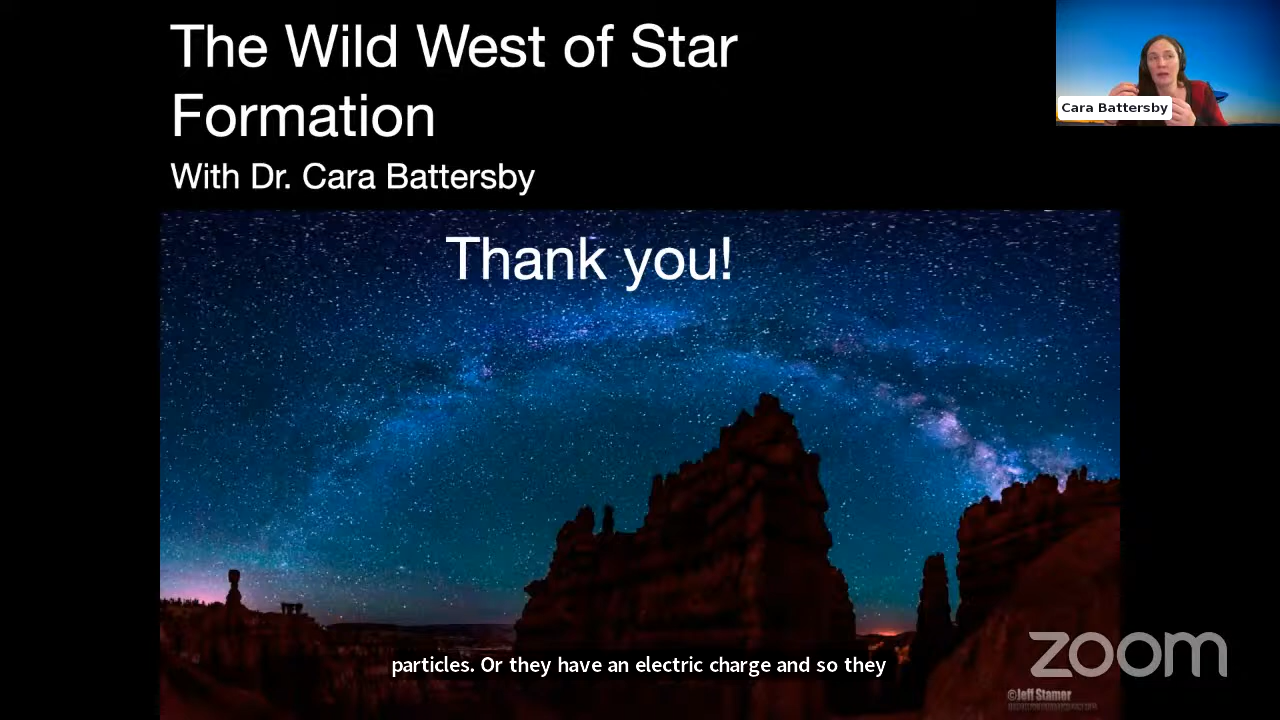 The Wild West of Star
Formation
With Dr. Cara Battersby
Cara Battersby
Thank you!
particles. Or they have an electric charge and so they
zoom
©Jeff Stamer